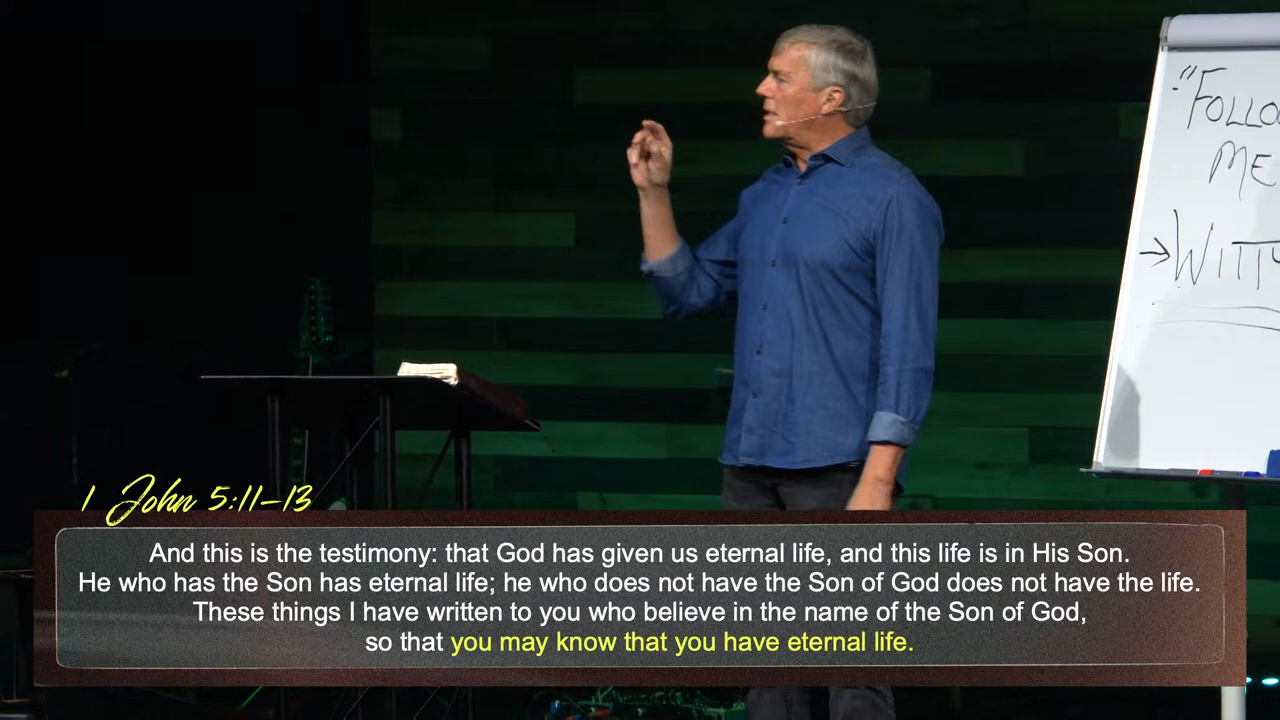 "FOLLO
ME
→WITT
1 John 5:11-13
And this is the testimony: that God has given us eternal life, and this life is in His Son.
He who has the Son has eternal life; he who does not have the Son of God does not have the life.
These things I have written to you who believe in the name of the Son of God,
so that you may know that you have eternal life.